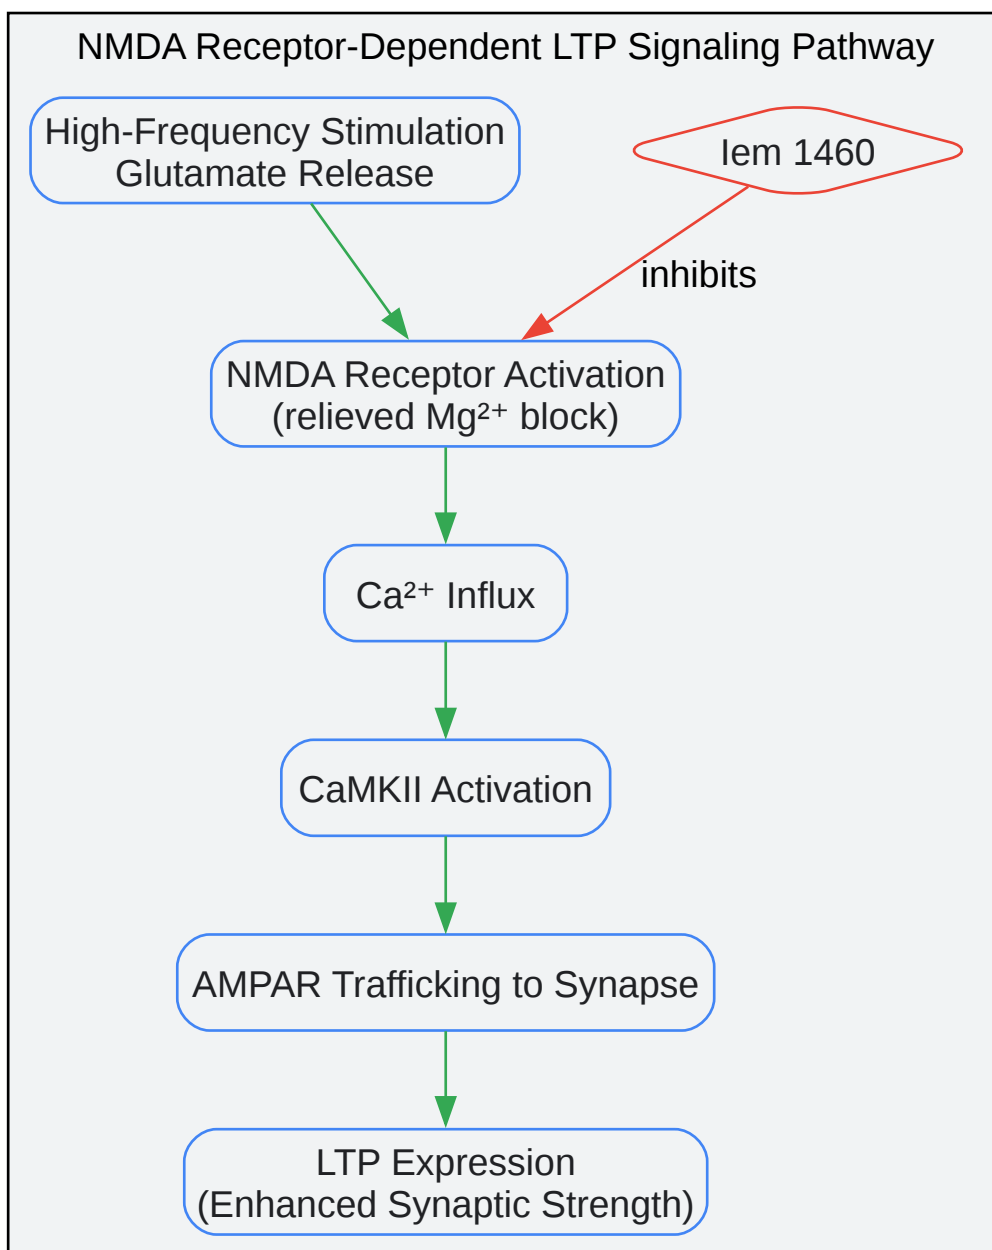 NMDA Receptor-Dependent LTP Signaling Pathway
High-Frequency Stimulation
Glutamate Release
Iem 1460
inhibits
NMDA Receptor Activation
(relieved Mg²⁺ block)
Ca²⁺ Influx
CaMKII Activation
AMPAR Trafficking to Synapse
LTP Expression
(Enhanced Synaptic Strength)